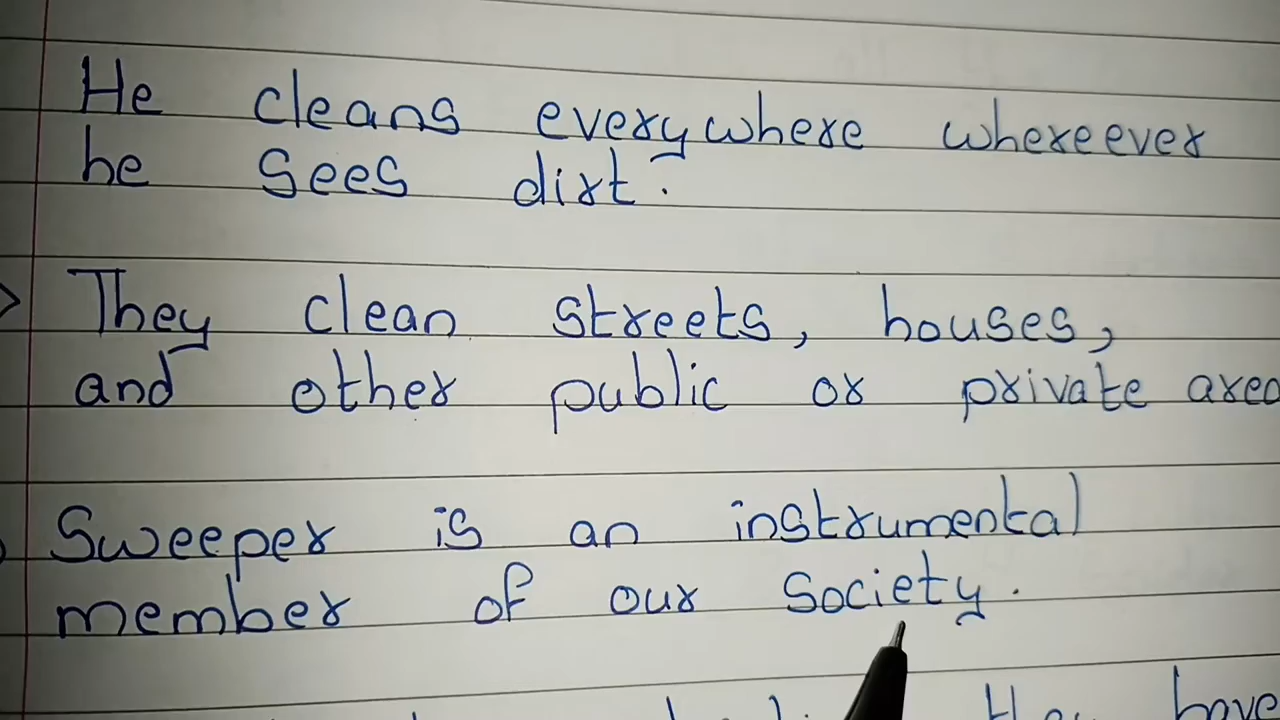 He cleans everywhere whereever
he sees dirt.
> They clean streets, houses,
and other public or private area
Sweeper is an instrumental
member of our Society.
have